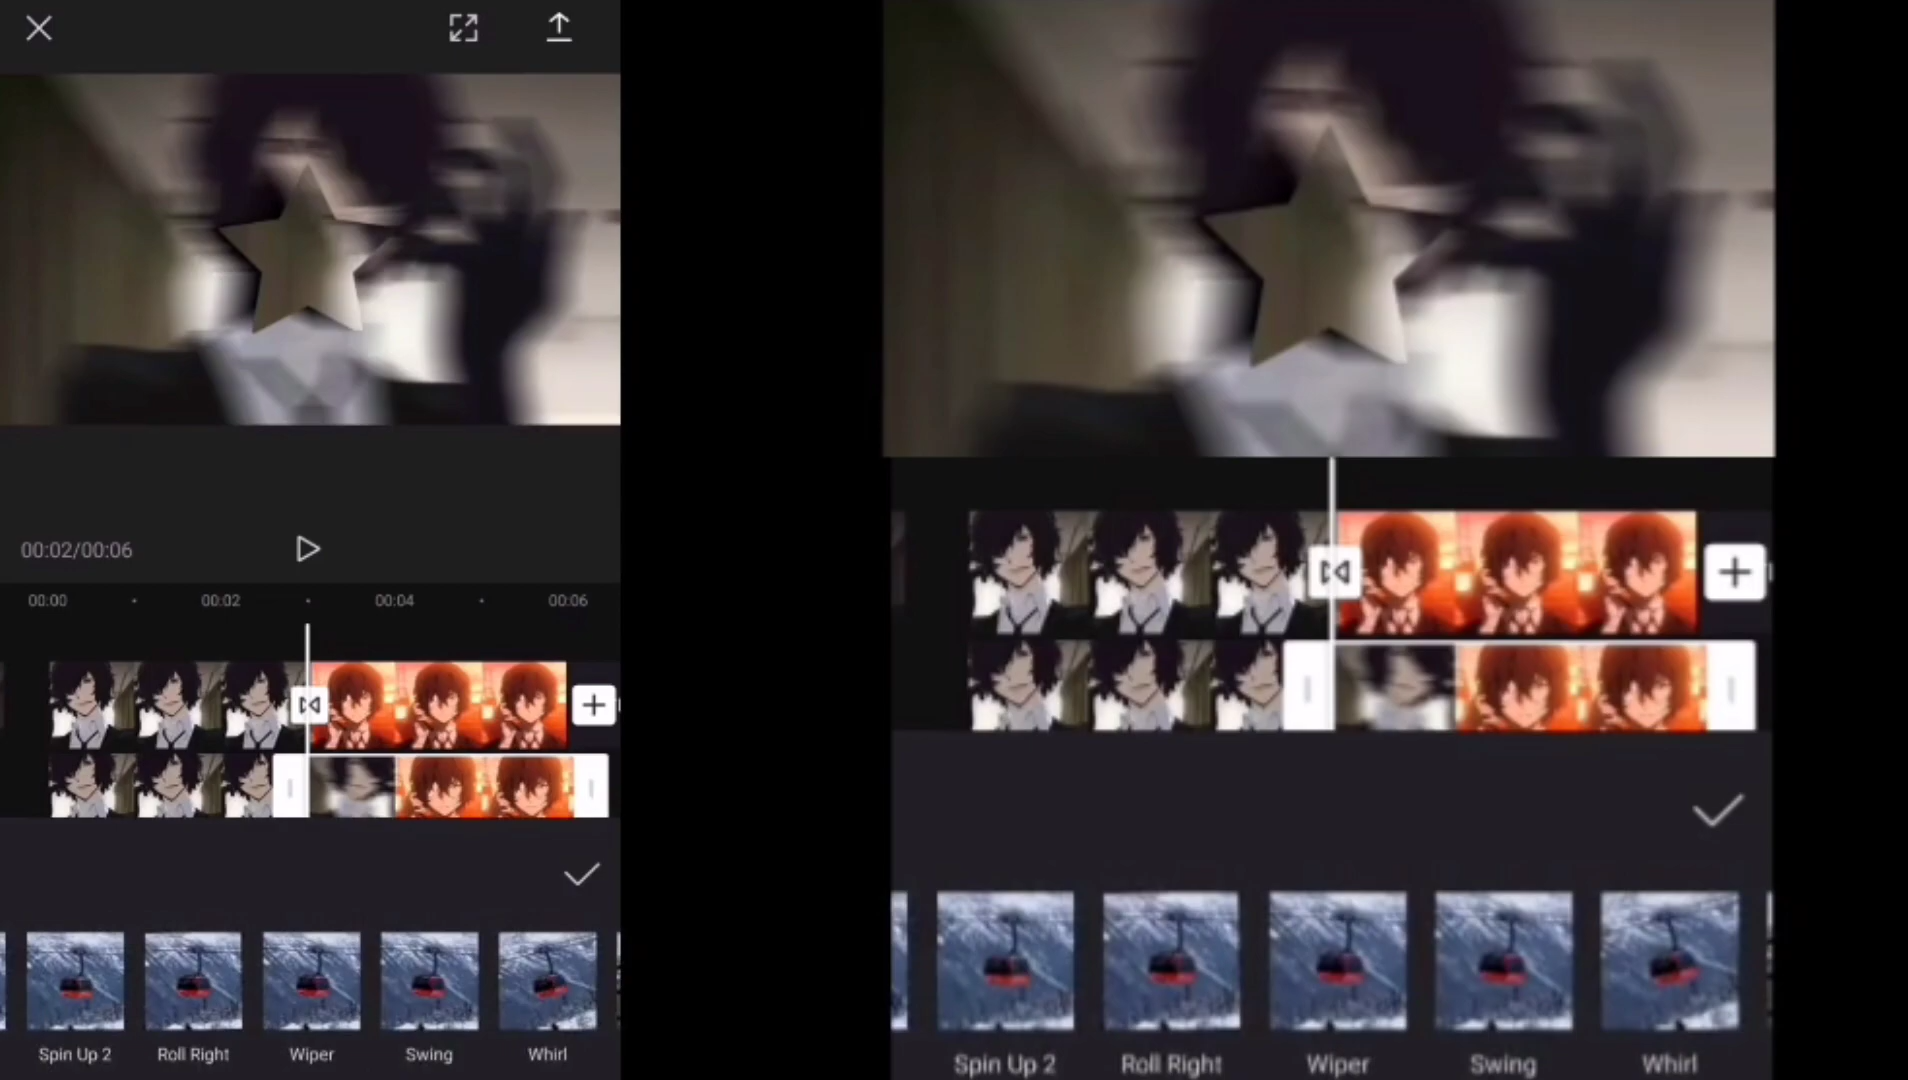 00:02/00:06
00:00 00:02 00:04 00:06
Spin Up 2 Roll Right Wiper Swing Whirl
Spin Up 2 Roll Right Wiper Swing Whirl